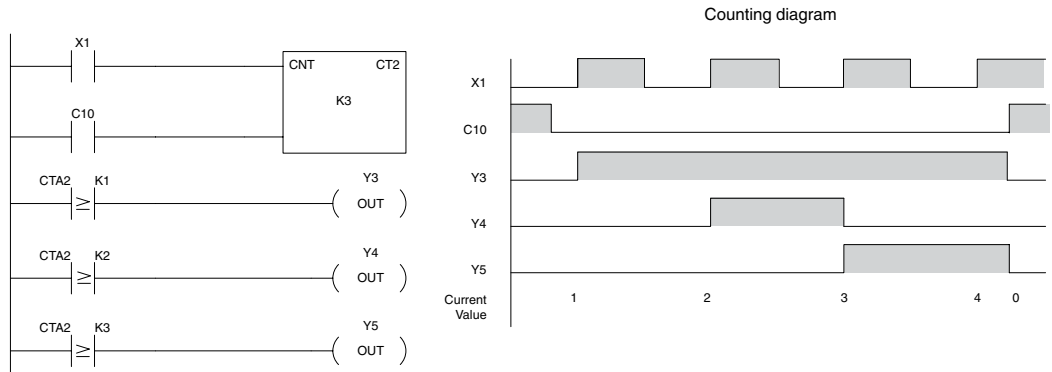 Counting diagram
X1
CNT CT2
K3
C10
CTA2 ≥ K1
Y3
OUT
CTA2 ≥ K2
Y4
OUT
CTA2 ≥ K3
Y5
OUT
X1
C10
Y3
Y4
Y5
Current
Value
1 2 3 4 0